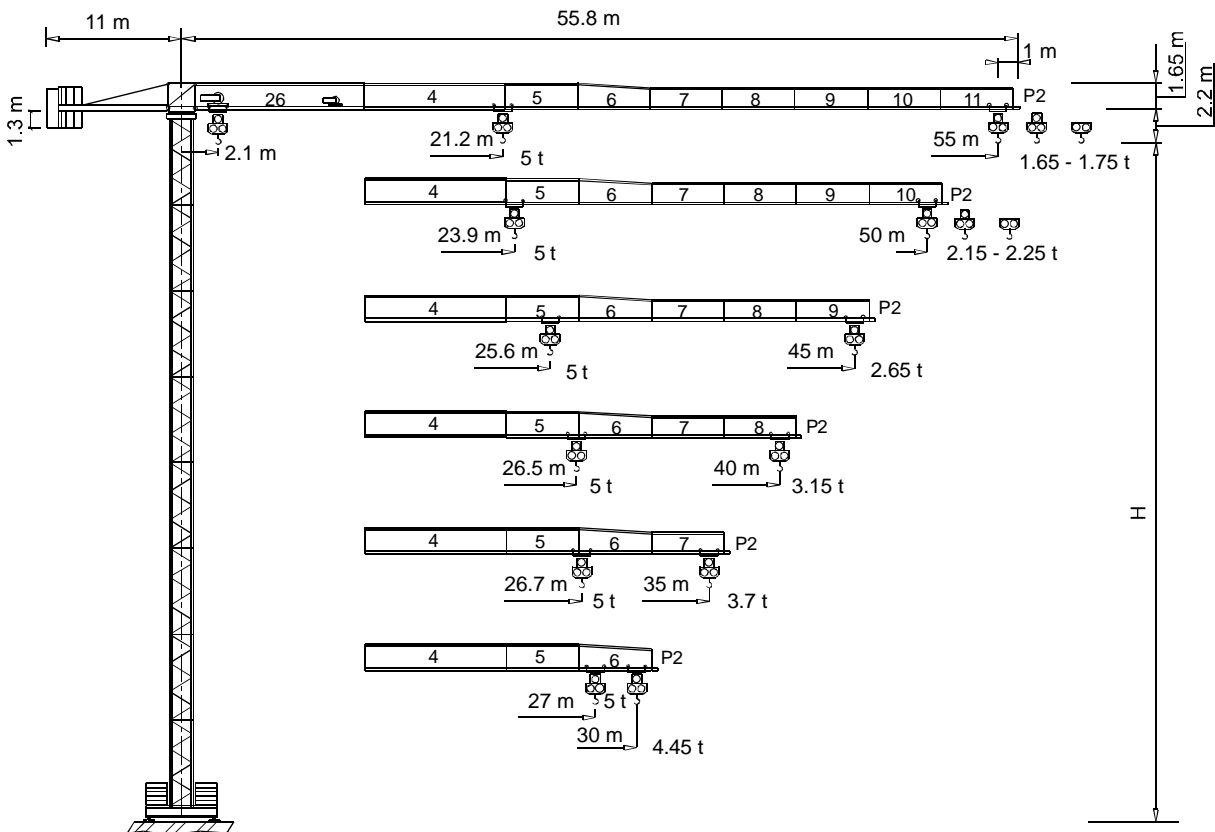 11 m
55.8 m
1 m
1.65 m
2.2 m
1.3 m
26
4
5
6
7
8
9
10
11
P2
2.1 m
21.2 m
5 t
55 m
1.65 - 1.75 t
4
5
6
7
8
9
10
P2
23.9 m
5 t
50 m
2.15 - 2.25 t
4
5
6
7
8
9
P2
25.6 m
5 t
45 m
2.65 t
4
5
6
7
8
P2
26.5 m
5 t
40 m
3.15 t
H
4
5
6
7
P2
26.7 m
5 t
35 m
3.7 t
4
5
6
P2
27 m
5 t
30 m
4.45 t